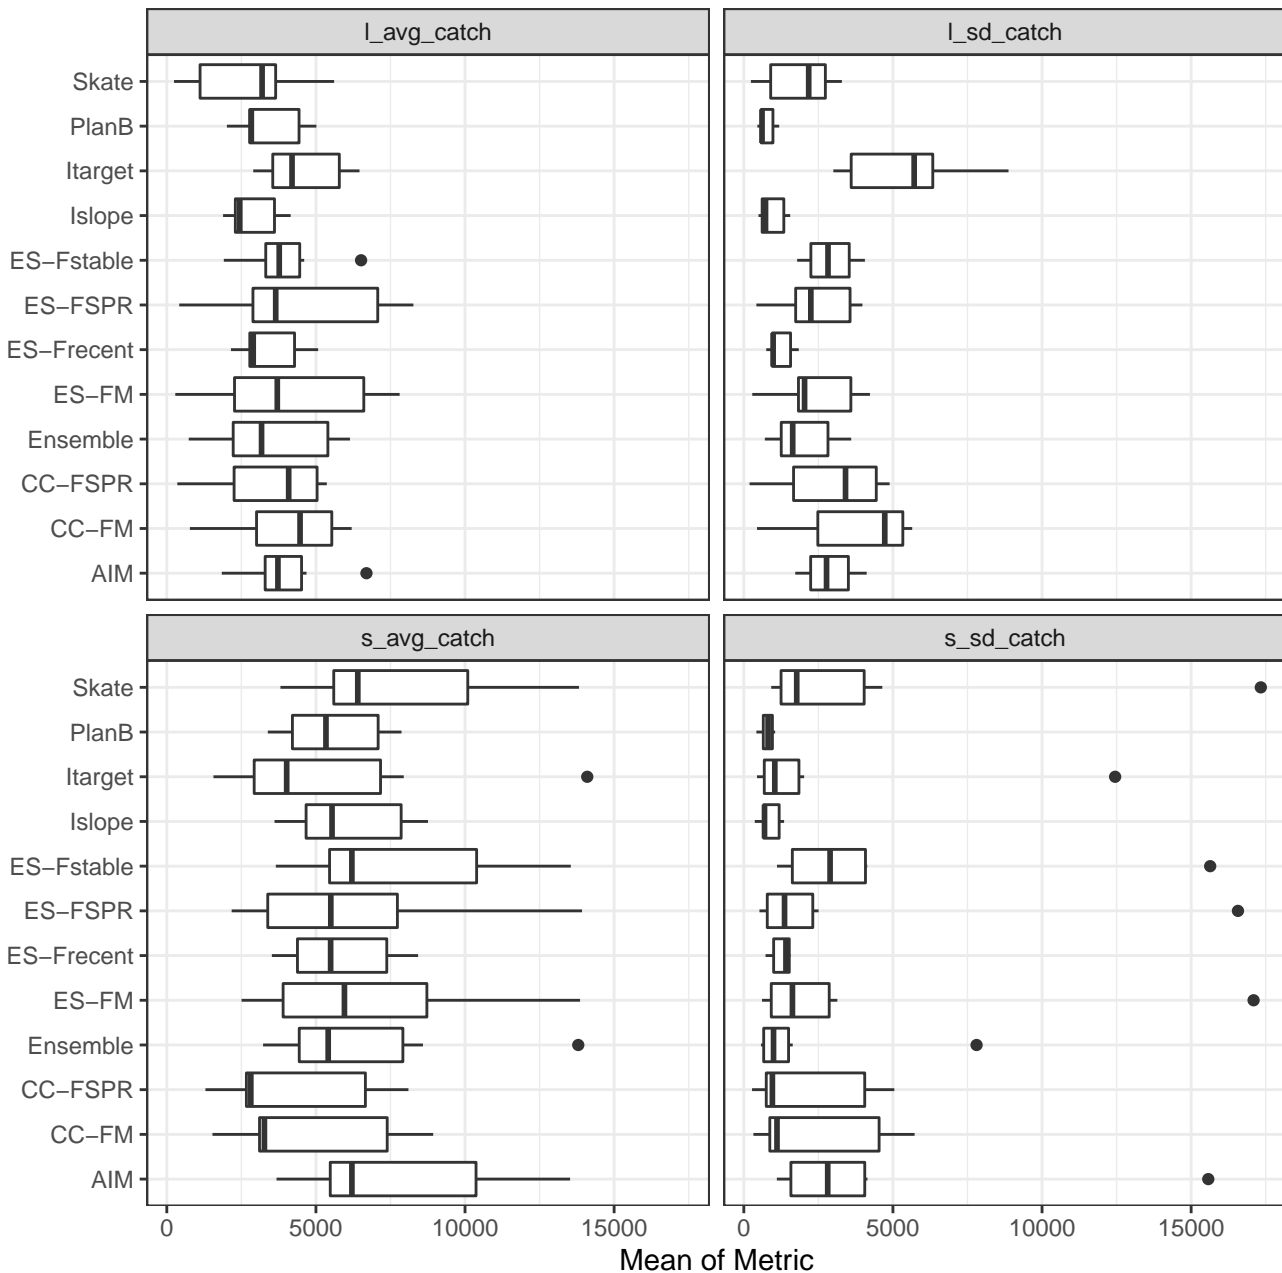 l_avg_catch
l_sd_catch
Skate
PlanB
Itarget
Islope
ES−Fstable
ES−FSPR
ES−Frecent
ES−FM
Ensemble
CC−FSPR
CC−FM
AIM
s_avg_catch
s_sd_catch
Skate
PlanB
Itarget
Islope
ES−Fstable
ES−FSPR
ES−Frecent
ES−FM
Ensemble
CC−FSPR
CC−FM
AIM
0 5000 10000 15000
0 5000 10000 15000
Mean of Metric